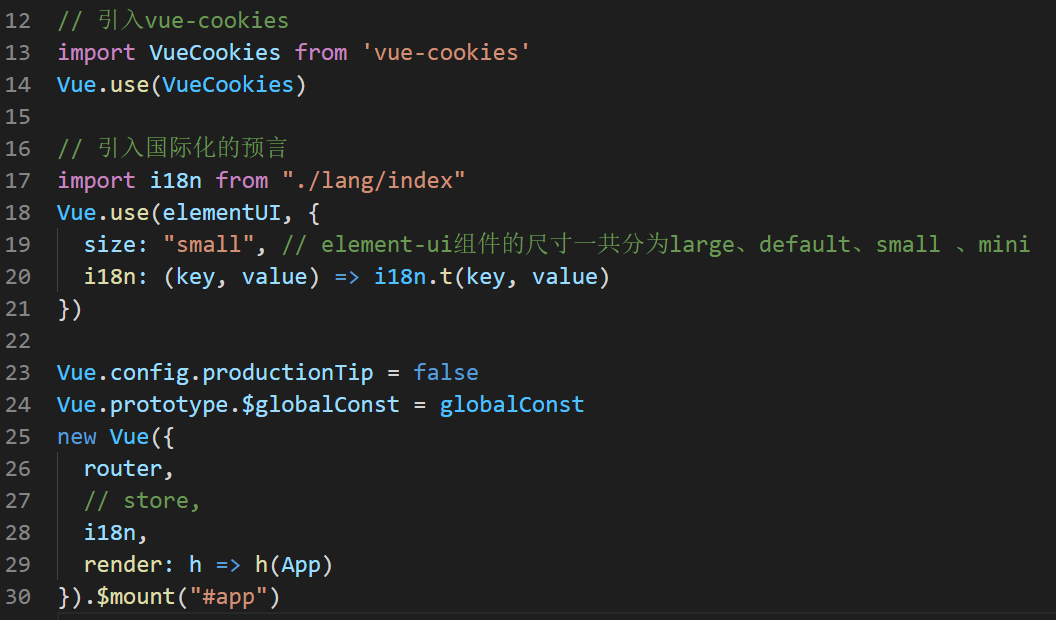 12 // 引入vue-cookies
13 import VueCookies from 'vue-cookies'
14 Vue.use(VueCookies)
15
16 // 引入国际化的预言
17 import i18n from "./lang/index"
18 Vue.use(elementUI, {
19   size: "small", // element-ui组件的尺寸一共分为large、default、small 、mini
20   i18n: (key, value) => i18n.t(key, value)
21 })
22
23 Vue.config.productionTip = false
24 Vue.prototype.$globalConst = globalConst
25 new Vue({
26   router,
27   // store,
28   i18n,
29   render: h => h(App)
30 }).$mount("#app")